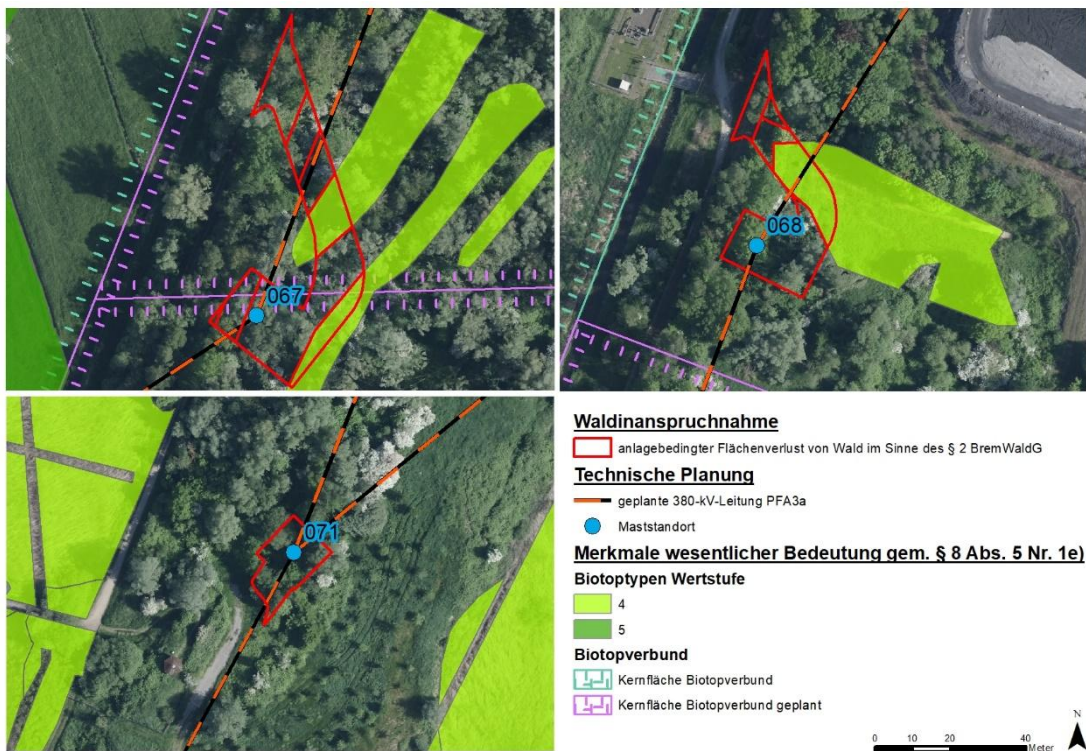 067
068
071
Waldinanspruchnahme
anlagebedingter Flächenverlust von Wald im Sinne des § 2 BremWaldG
Technische Planung
geplante 380-kV-Leitung PFA3a
Maststandort
Merkmale wesentlicher Bedeutung gem. § 8 Abs. 5 Nr. 1e)
Biotoptypen Wertstufe
4
5
Biotopverbund
Kernfläche Biotopverbund
Kernfläche Biotopverbund geplant
N
0 10 20 40
Meter